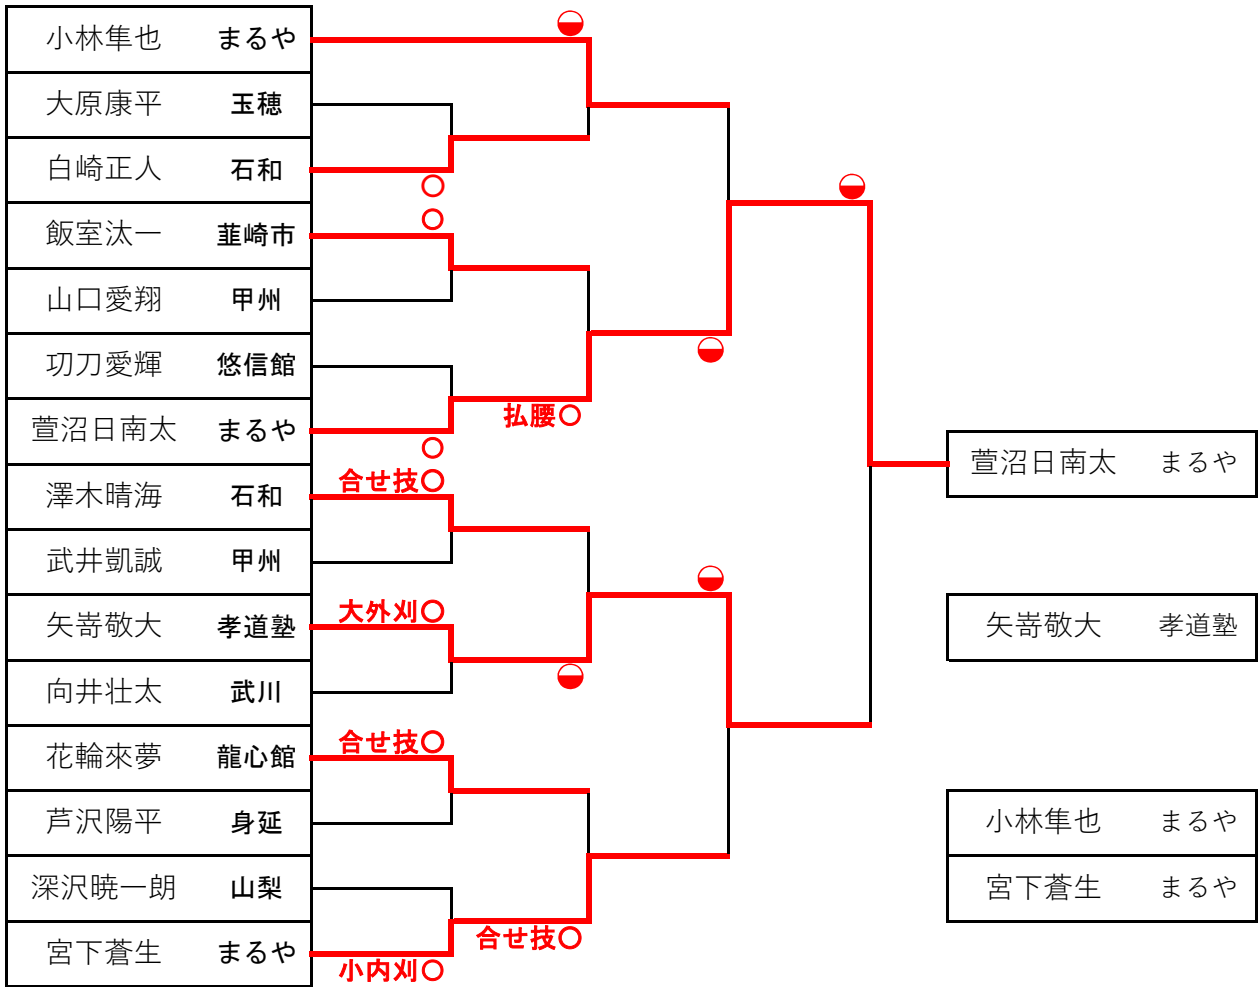 小林隼也 まるや
大原康平 玉穂
白崎正人 石和
○
○
飯室汰一 韮崎市
山口愛翔 甲州
功刀愛輝 悠信館
払腰○
萱沼日南太 まるや
○
合せ技○
澤木晴海 石和
武井凱誠 甲州
大外刈○
矢嵜敬大 孝道塾
向井壮太 武川
合せ技○
花輪來夢 龍心館
芦沢陽平 身延
深沢暁一朗 山梨
合せ技○
宮下蒼生 まるや
小内刈○
萱沼日南太 まるや
矢嵜敬大 孝道塾
小林隼也 まるや
宮下蒼生 まるや